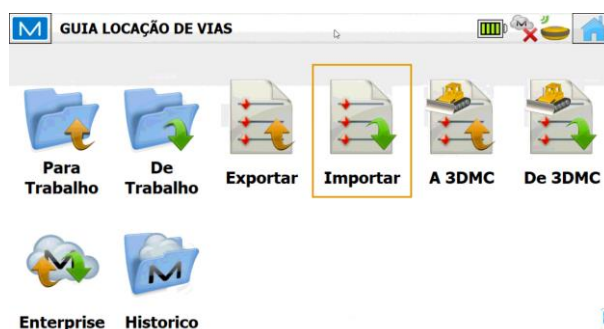 M GUIA LOCAÇÃO DE VIAS
Para Trabalho
De Trabalho
Exportar
Importar
A 3DMC
De 3DMC
Enterprise
Historico